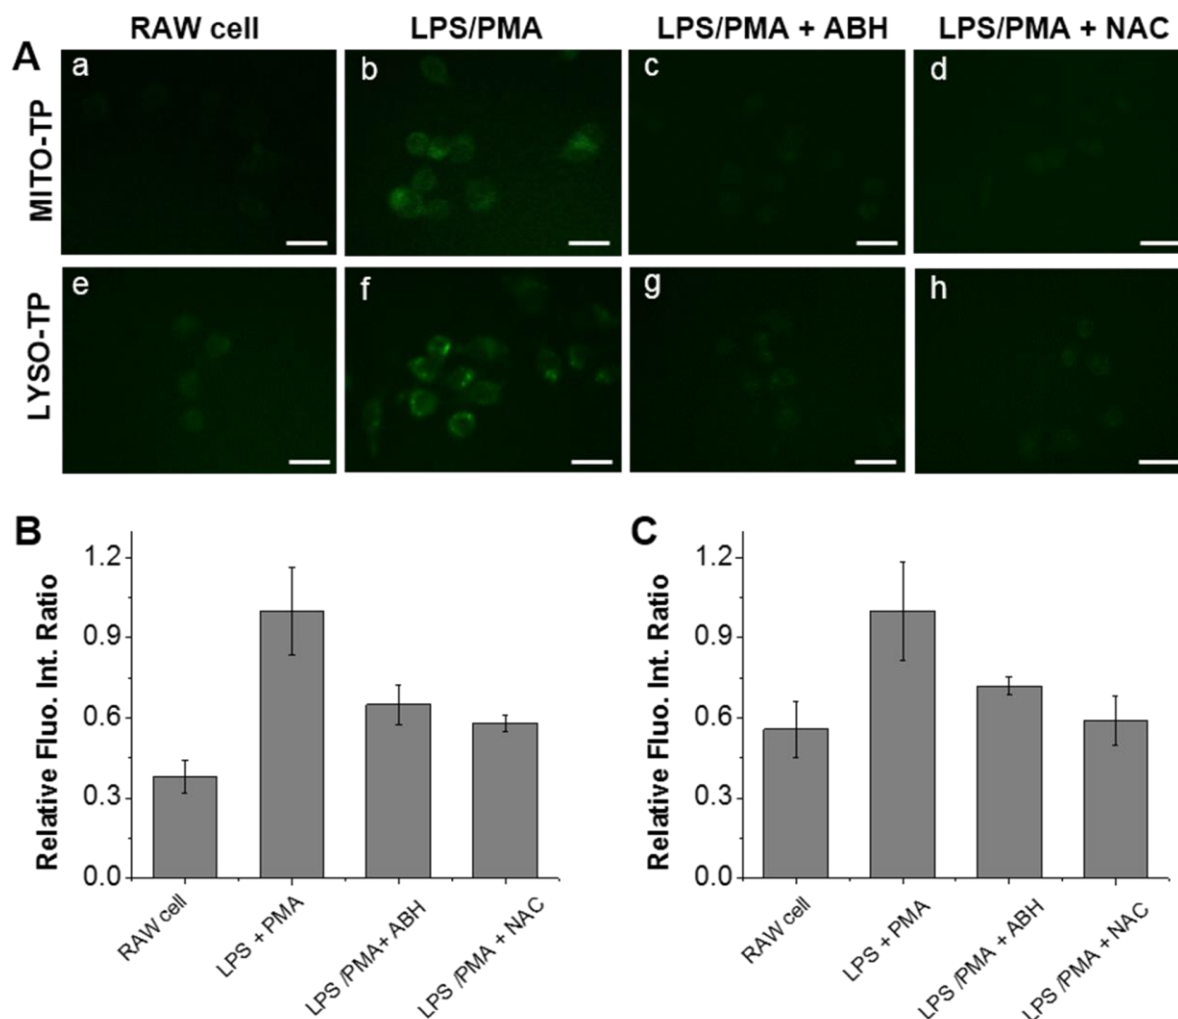 RAW cell LPS/PMA LPS/PMA + ABH LPS/PMA + NAC
A
MITO-TP
a b c d
LYSO-TP
e f g h
B
Relative Fluo. Int. Ratio
1.2
0.9
0.6
0.3
0.0
RAW cell
LPS + PMA
LPS /PMA+ ABH
LPS /PMA + NAC
C
Relative Fluo. Int. Ratio
1.2
0.9
0.6
0.3
0.0
RAW cell
LPS + PMA
LPS /PMA + ABH
LPS /PMA + NAC